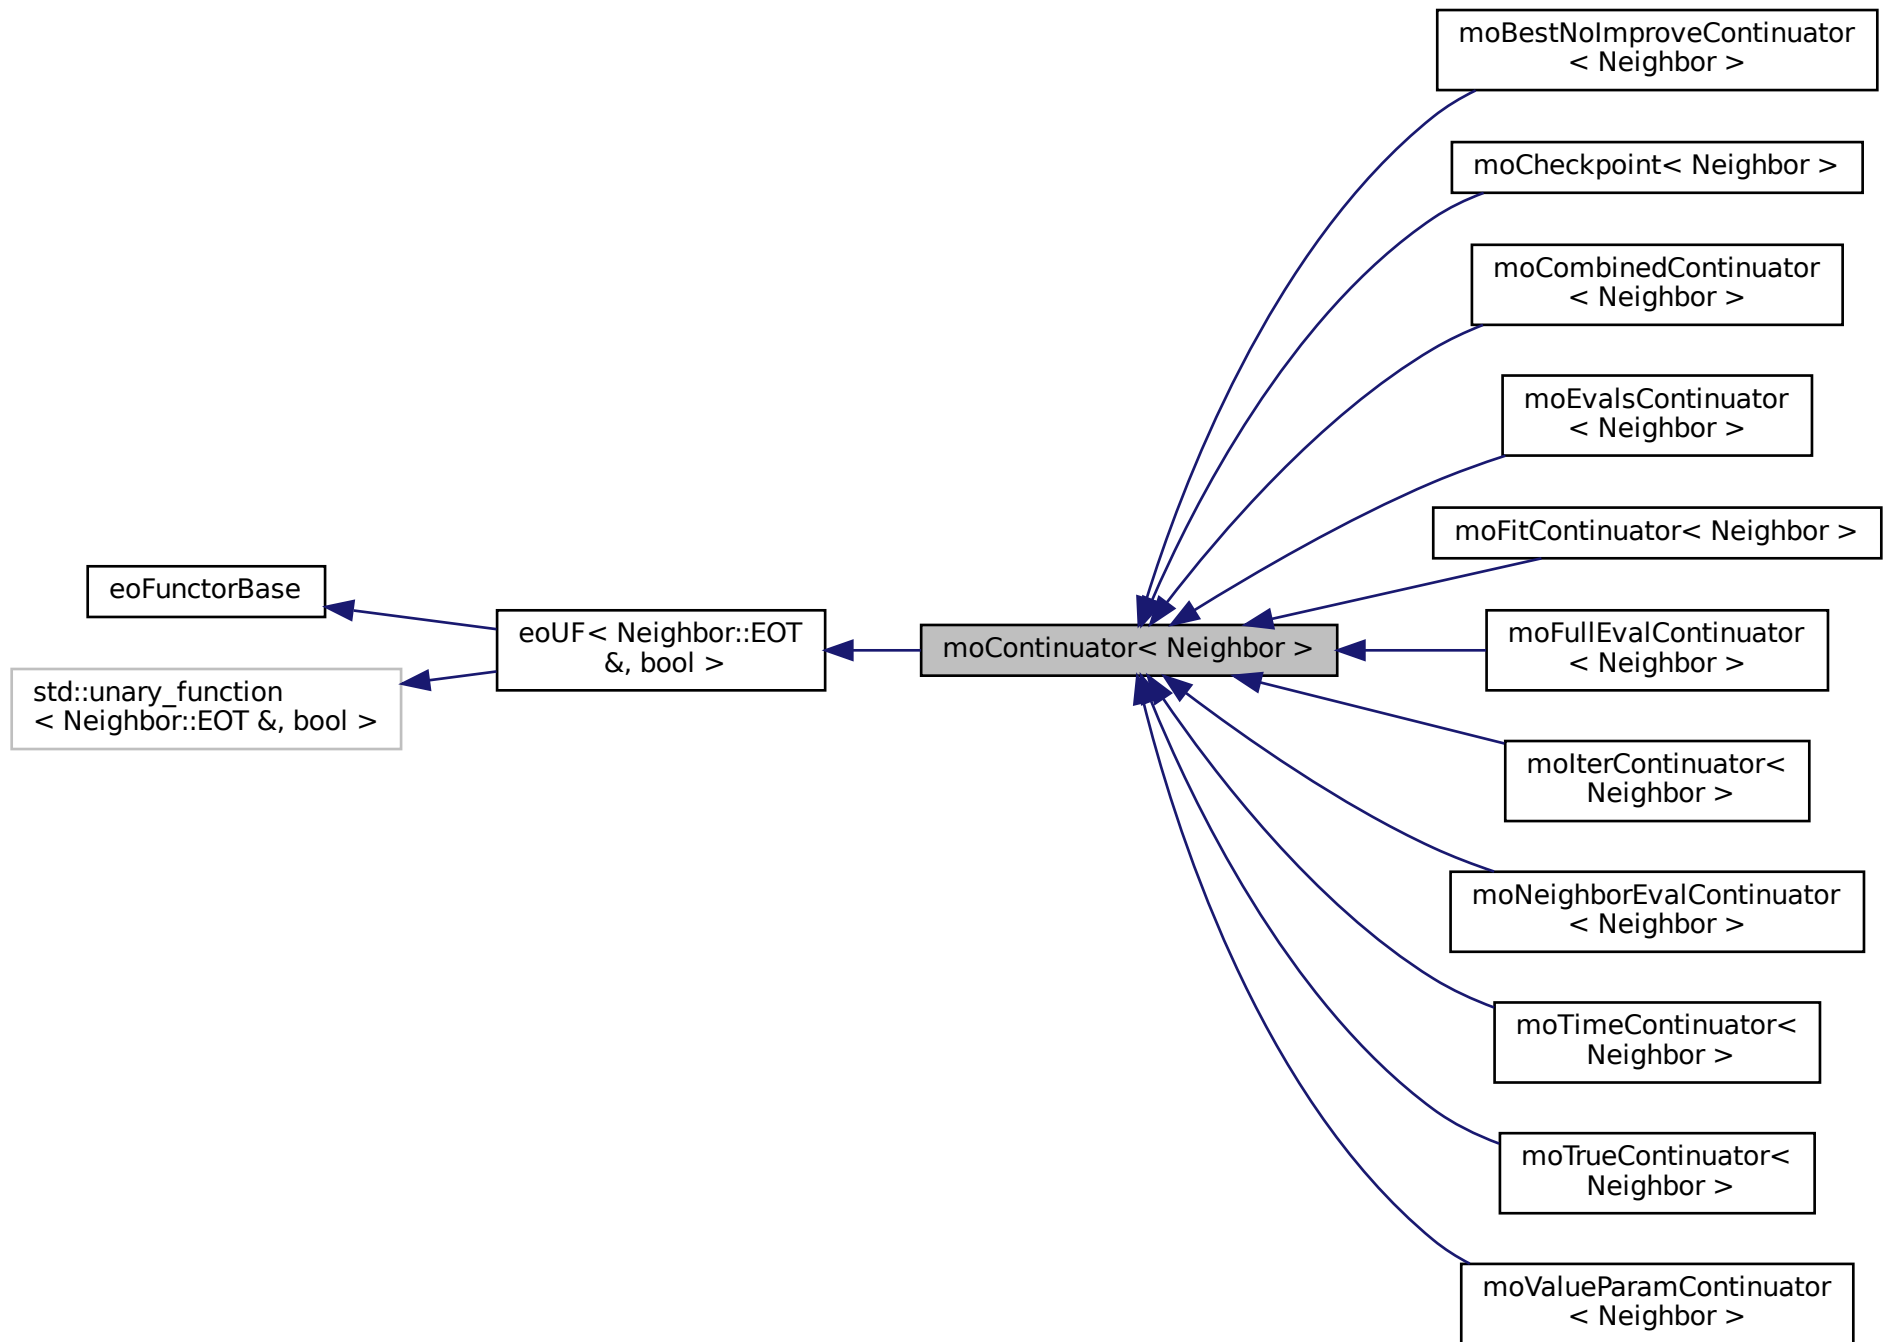 moBestNoImproveContinuator
< Neighbor >
moCheckpoint< Neighbor >
moCombinedContinuator
< Neighbor >
moEvalsContinuator
< Neighbor >
moFitContinuator< Neighbor >
eoFunctorBase
eoUF< Neighbor::EOT
&, bool >
moContinuator< Neighbor >
moFullEvalContinuator
< Neighbor >
std::unary_function
< Neighbor::EOT &, bool >
moIterContinuator<
Neighbor >
moNeighborEvalContinuator
< Neighbor >
moTimeContinuator<
Neighbor >
moTrueContinuator<
Neighbor >
moValueParamContinuator
< Neighbor >